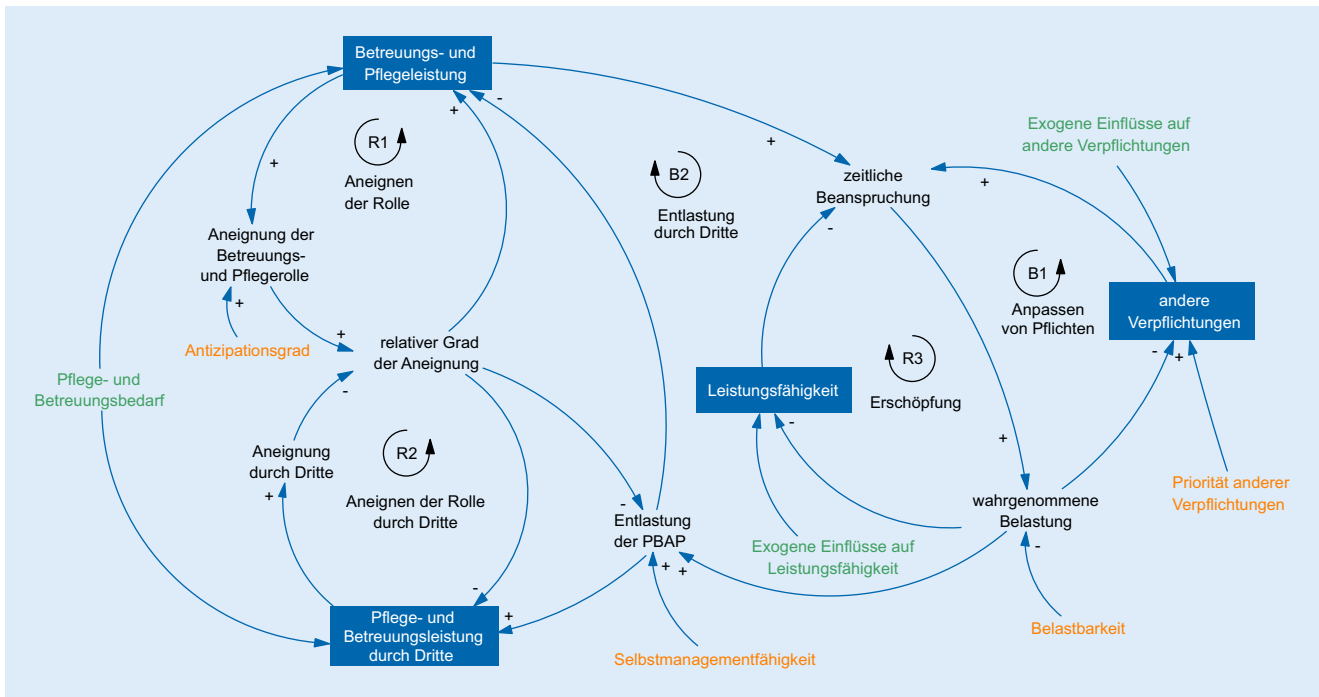 Betreuungs- und
Pflegeleistung
-
+
R1
+
Aneignen
der Rolle
+
B2
Entlastung
durch Dritte
zeitliche
Beanspruchung
-
+
Exogene Einflüsse auf
andere Verpflichtungen
Aneignung der
Betreuungs-
und Pflegerolle
+
+
Antizipationsgrad
B1
Anpassen
von Pflichten
andere
Verpflichtungen
-
+
relativer Grad
der Aneignung
-
Pflege- und
Betreuungsbedarf
R3
Erschöpfung
Leistungsfähigkeit
-
Aneignung
durch Dritte
+
R2
Aneignen der Rolle
durch Dritte
+
-
Entlastung
der PBAP
wahrgenommene
Belastung
-
Priorität anderer
Verpflichtungen
Exogene Einflüsse auf
Leistungsfähigkeit
+
+
-
+
Pflege- und
Betreuungsleistung
durch Dritte
Belastbarkeit
Selbstmanagementfähigkeit